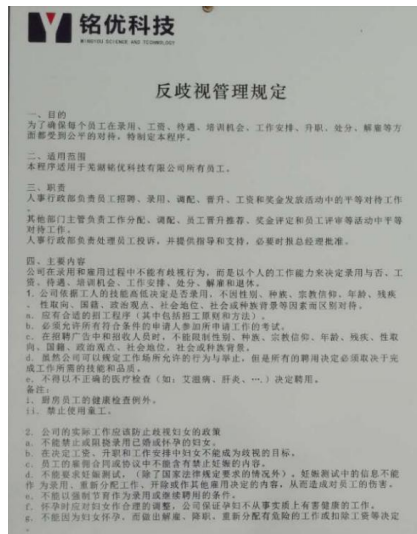 铭优科技
MINGYOU SCIENCE AND TECHNOLOGY
反歧视管理规定
一、目的
为了确保每个员工在录用、工资、待遇、培训机会、工作安排、升职、处分、解雇等方
面都受到公平的对待，特制定本程序。
二、适用范围
本程序适用于芜湖铭优科技有限公司所有员工。
三、职责
人事行政部负责员工招聘、录用、调配、晋升、工资和奖金发放活动中的平等对待工作
。
其他部门主管负责工作分配、调配、员工晋升推荐、奖金评定和员工评审等活动中平等
对待工作。
人事行政部负责处理员工投诉，并提供指导和支持，必要时报总经理批准。
四、主要内容
公司在录用和雇用过程中不能有歧视行为，而是以个人的工作能力来决定录用与否、工
资、待遇、培训机会、工作安排、处分、解雇和退休。
1. 公司依据工人的技能高低决定是否录用，不因性别、种族、宗教信仰、年龄、残疾
、性取向、国籍、政治观点、社会地位、社会或种族背景等因素而区别对待。
a. 应有合适的招工程序（其中包括招工原则和方法）。
b. 必须允许所有符合条件的申请人参加所申请工作的考试。
c. 在招聘广告中和招收人员时，不能限制性别、种族、宗教信仰、年龄、残疾、性取
向、国籍、政治观点、社会地位、社会或种族背景。
d. 虽然公司可以规定工作场所允许的行为与举止，但是所有的聘用决定必须取决于完
成工作所需的技能和品质。
e. 不得以不正确的医疗检查（如：艾滋病、肝炎、…）决定聘用。
备注：
i. 厨房员工的健康检查例外。
ii. 禁止使用童工。
2. 公司的实际工作应该防止歧视妇女的政策
a. 不能禁止或阻挠录用已婚或怀孕的妇女。
b. 在决定工资、升职和工作安排中妇女不能成为歧视的目标。
c. 员工的雇佣合同或协议中不能含有禁止妊娠的内容。
d. 不能要求妊娠测试，（除了国家法律规定要求的情况外）。妊娠测试中的信息不能
作 为录用、重新分配工作、开除或作其他雇用决定的内容，从而造成对员工的伤害。
e. 不能以强制节育作为录用或继续聘用的条件。
f. 怀孕时应对妇女作合理的调整，公司保证孕妇不从事实质上有害健康的工作。
g. 不能因为妇女怀孕，而做出解雇、降职、重新分配有危险的工作或扣除工资等决定
。